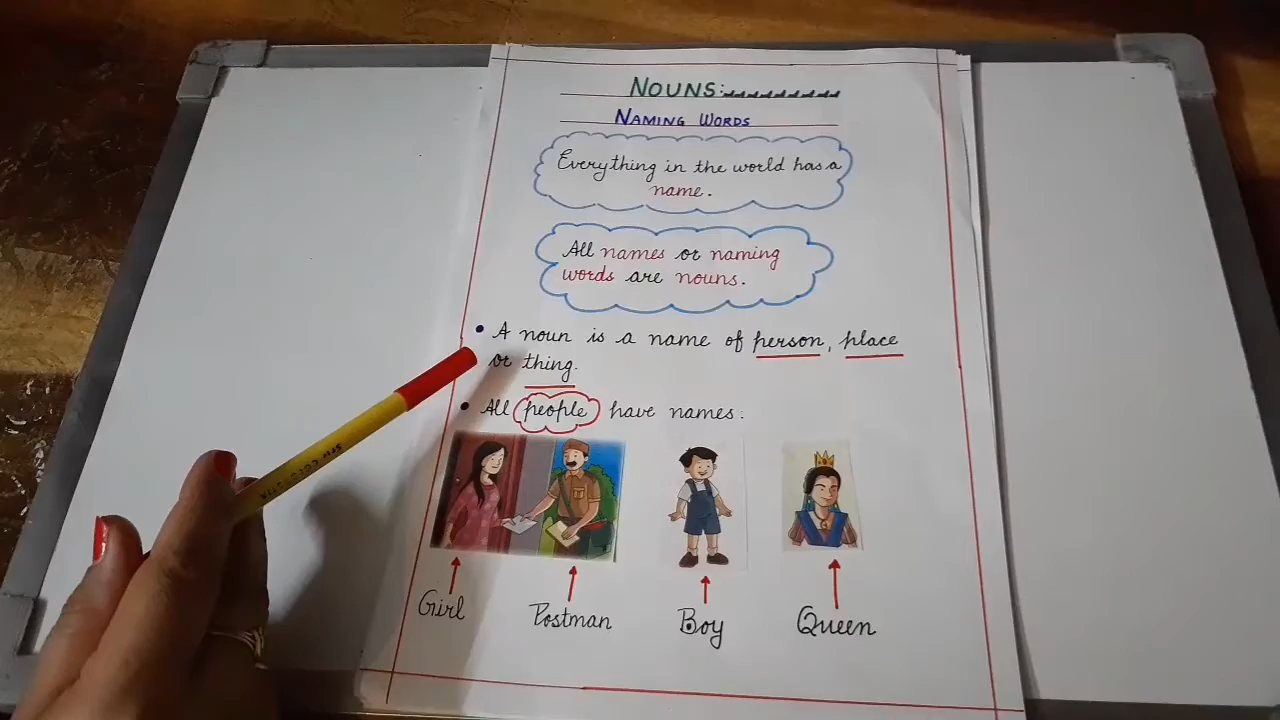 NOUNS:
NAMING WORDS
Everything in the world has a
name.
All names or naming
words are nouns.
• A noun is a name of person, place
or thing.
• All people have names:
Girl Postman Boy Queen